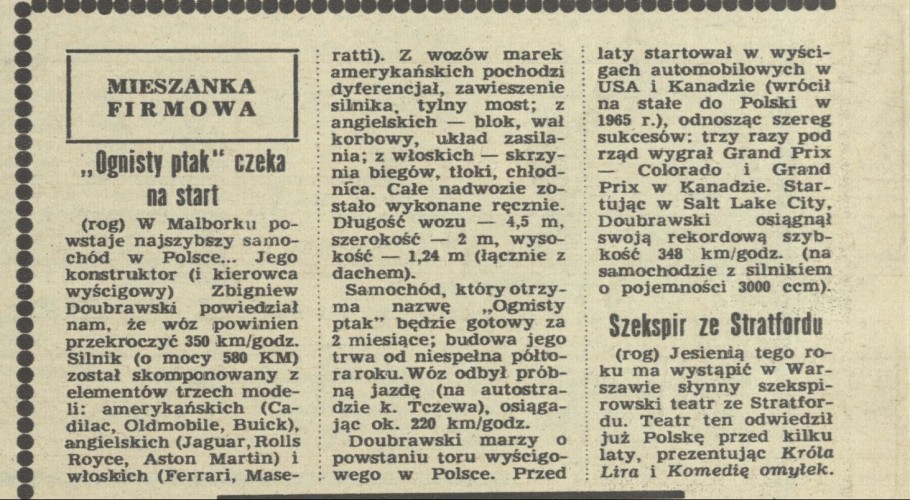 MIESZANKA
FIRMOWA
„Ognisty ptak" czeka
na start
(rog) W Malborku po-
wstaje najszybszy samo-
chód w Polsce... Jego
konstruktor (i kierowca
wyścigowy) Zbigniew
Doubrawski powiedział
nam, że wóz powinien
przekroczyć 350 km/godz.
Silnik (o mocy 580 KM)
został skomponowany z
elementów trzech mode-
li: amerykańskich (Ca-
dilac, Oldmobile, Buick),
angielskich (Jaguar, Rolls
Royce, Aston Martin) i
włoskich (Ferrari, Mase-
ratti). Z wozów marek
amerykańskich pochodzi
dyferencjał, zawieszenie
silnika, tylny most; z
angielskich — blok, wał
korbowy, układ zasila-
nia; z włoskich — skrzy-
nia biegów, tłoki, chłod-
nica. Całe nadwozie zo-
stało wykonane ręcznie.
Długość wozu — 4,5 m,
szerokość — 2 m, wyso-
kość — 1,24 m (łącznie z
dachem).
Samochód, który otrzy-
ma nazwę „Ognisty
ptak" będzie gotowy za
2 miesiące; budowa jego
trwa od niespełna półto-
ra roku. Wóz odbył prób-
ną jazdę (na autostra-
dzie k. Tczewa), osiąga-
jąc ok. 220 km/godz.
Doubrawski marzy o
powstaniu toru wyścigo-
wego w Polsce. Przed
laty startował w wyści-
gach automobilowych w
USA i Kanadzie (wrócił
na stałe do Polski w
1965 r.), odnosząc szereg
sukcesów: trzy razy pod
rząd wygrał Grand Prix
— Colorado i Grand
Prix w Kanadzie. Star-
tując w Salt Lake City,
Doubrawski osiągnął
swoją rekordową szyb-
kość 348 km/godz. (na
samochodzie z silnikiem
o pojemności 3000 ccm).
Szekspir ze Stratfordu
(rog) Jesienią tego ro-
ku ma wystąpić w War-
szawie słynny szekspi-
rowski teatr ze Stratfor-
du. Teatr ten odwiedził
już Polskę przed kilku
laty, prezentując Króla
Lira i Komedię omyłek.